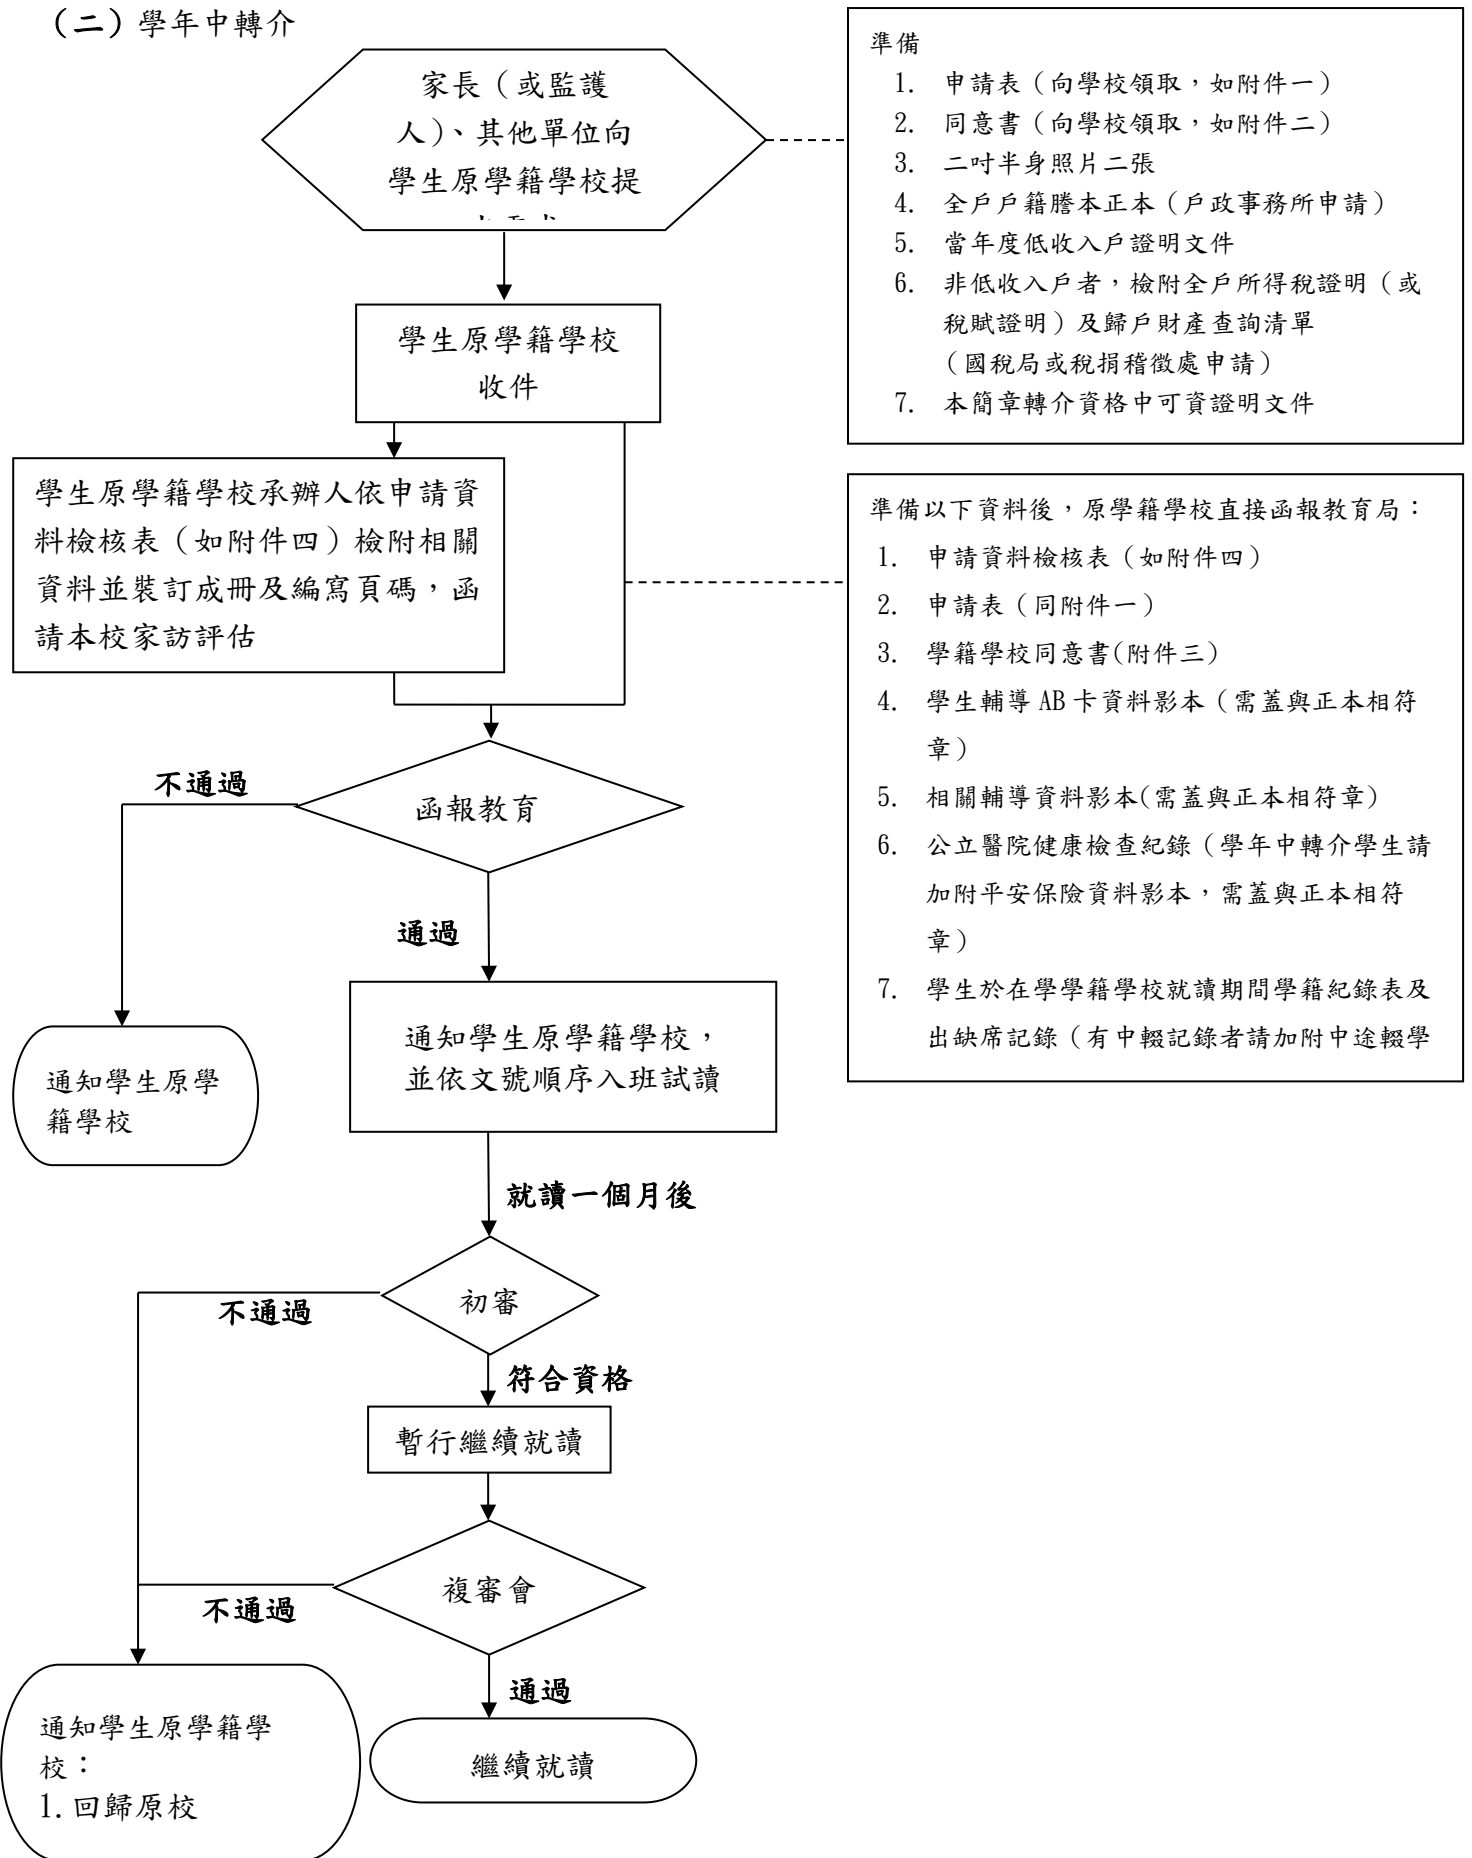 （二）學年中轉介
家長（或監護
人）、其他單位向
學生原學籍學校提
準備
1. 申請表（向學校領取，如附件一）
2. 同意書（向學校領取，如附件二）
3. 二吋半身照片二張
4. 全戶戶籍謄本正本（戶政事務所申請）
5. 當年度低收入戶證明文件
6. 非低收入戶者，檢附全戶所得稅證明（或
稅賦證明）及歸戶財產查詢清單
（國稅局或稅捐稽徵處申請）
7. 本簡章轉介資格中可資證明文件
學生原學籍學校
收件
學生原學籍學校承辦人依申請資
料檢核表（如附件四）檢附相關
資料並裝訂成冊及編寫頁碼，函
請本校家訪評估
準備以下資料後，原學籍學校直接函報教育局：
1. 申請資料檢核表（如附件四）
2. 申請表（同附件一）
3. 學籍學校同意書(附件三)
4. 學生輔導 AB 卡資料影本（需蓋與正本相符
章）
5. 相關輔導資料影本(需蓋與正本相符章)
6. 公立醫院健康檢查紀錄（學年中轉介學生請
加附平安保險資料影本，需蓋與正本相符
章）
7. 學生於在學學籍學校就讀期間學籍紀錄表及
出缺席記錄（有中輟記錄者請加附中途輟學
不通過
函報教育
通過
通知學生原學
籍學校
通知學生原學籍學校，
並依文號順序入班試讀
就讀一個月後
初審
不通過
符合資格
暫行繼續就讀
複審會
不通過
通過
通知學生原學籍學
校：
1.回歸原校
繼續就讀